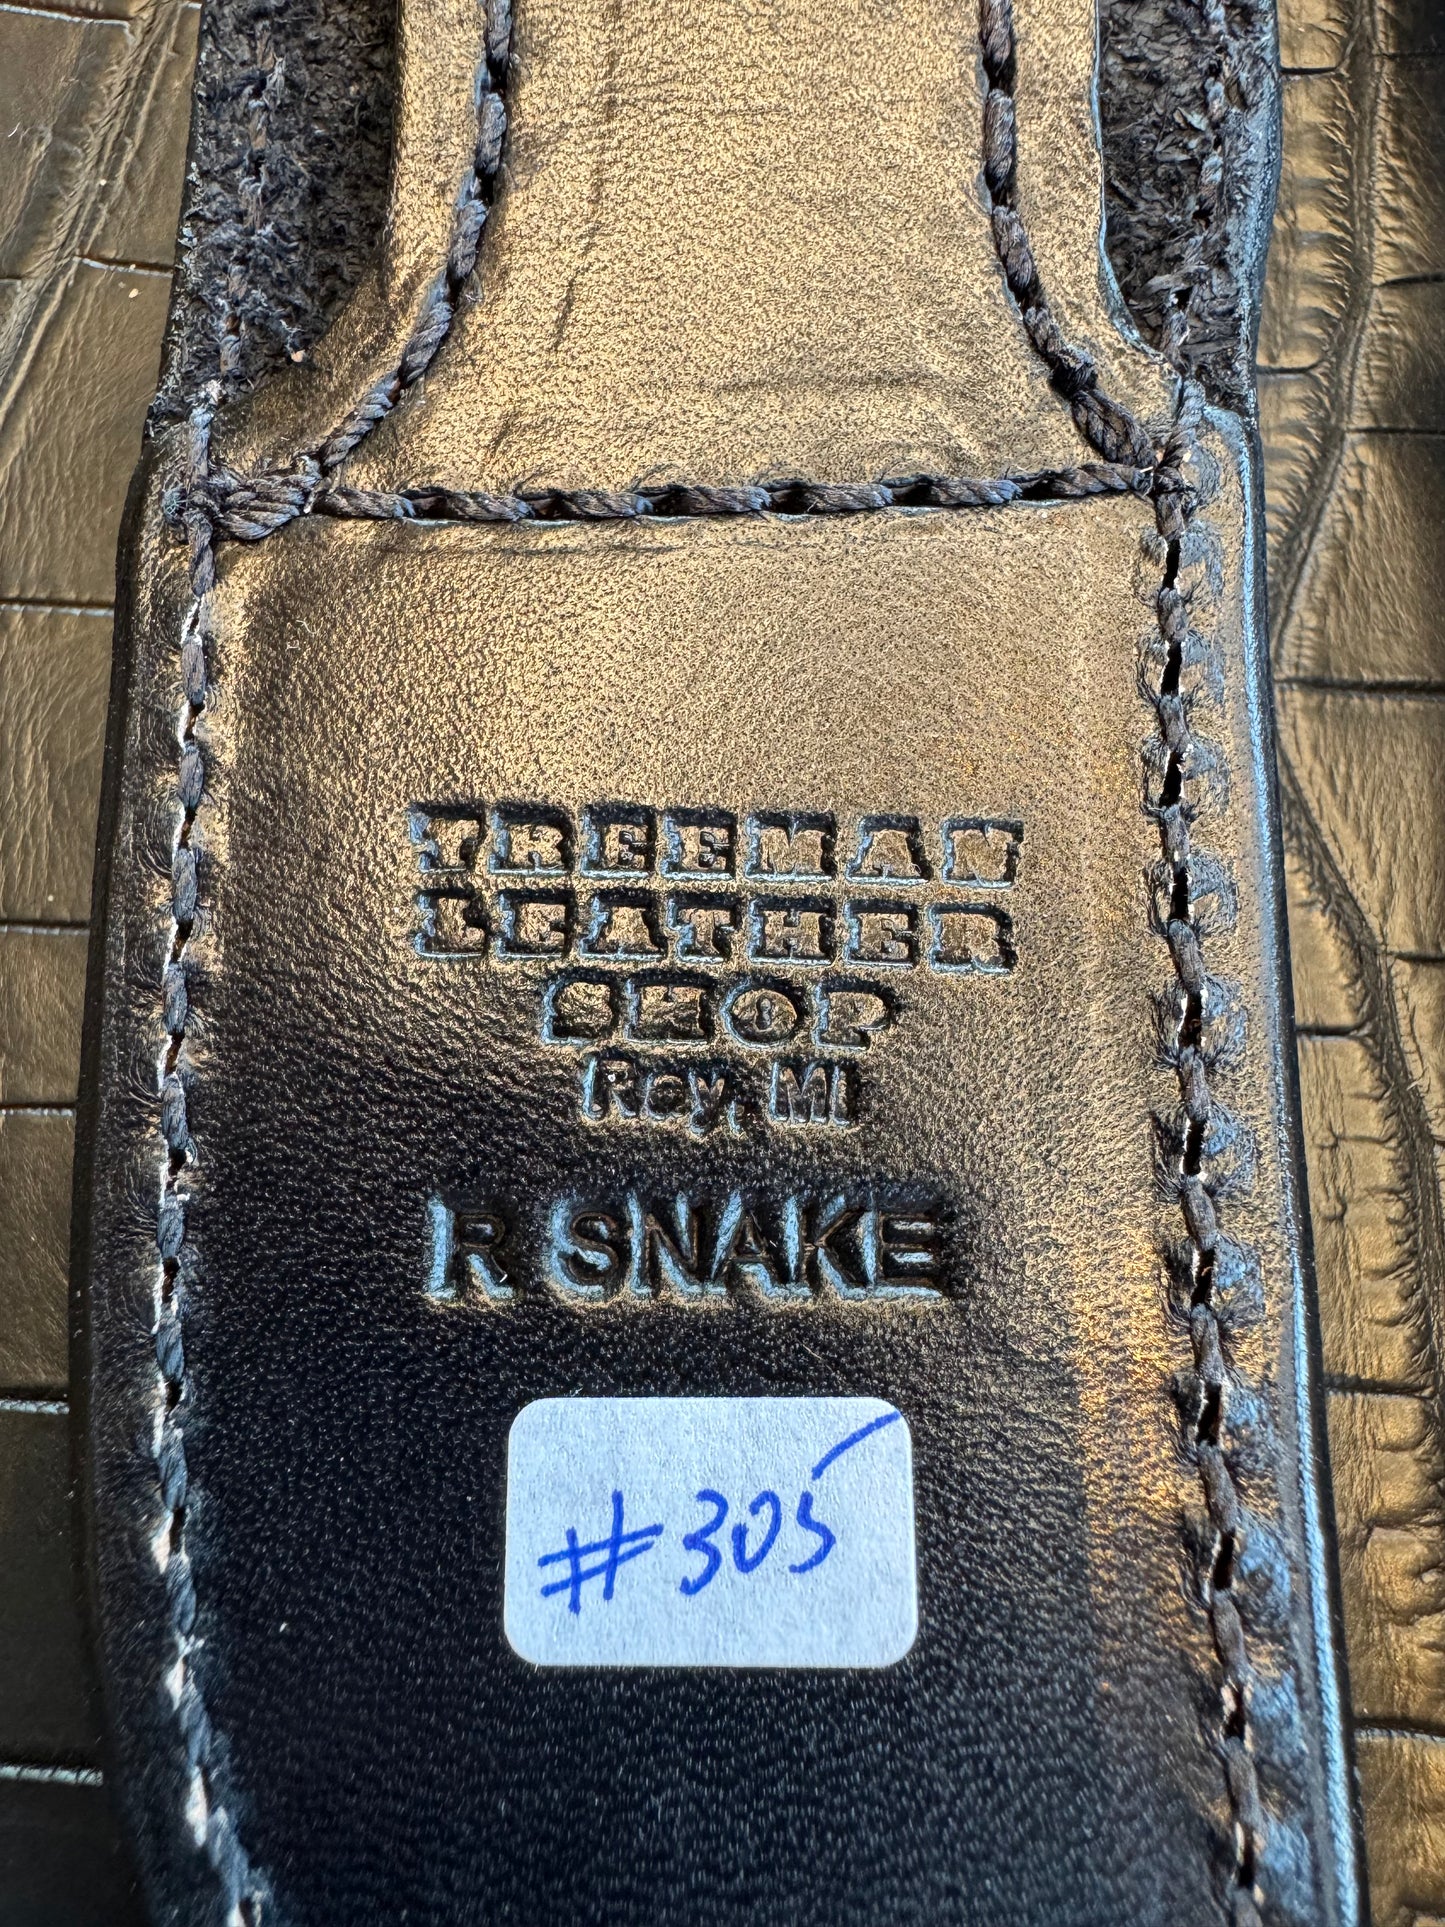 FREEMAN
LEATHER
SHOP
Roy, MI
R SNAKE
#305